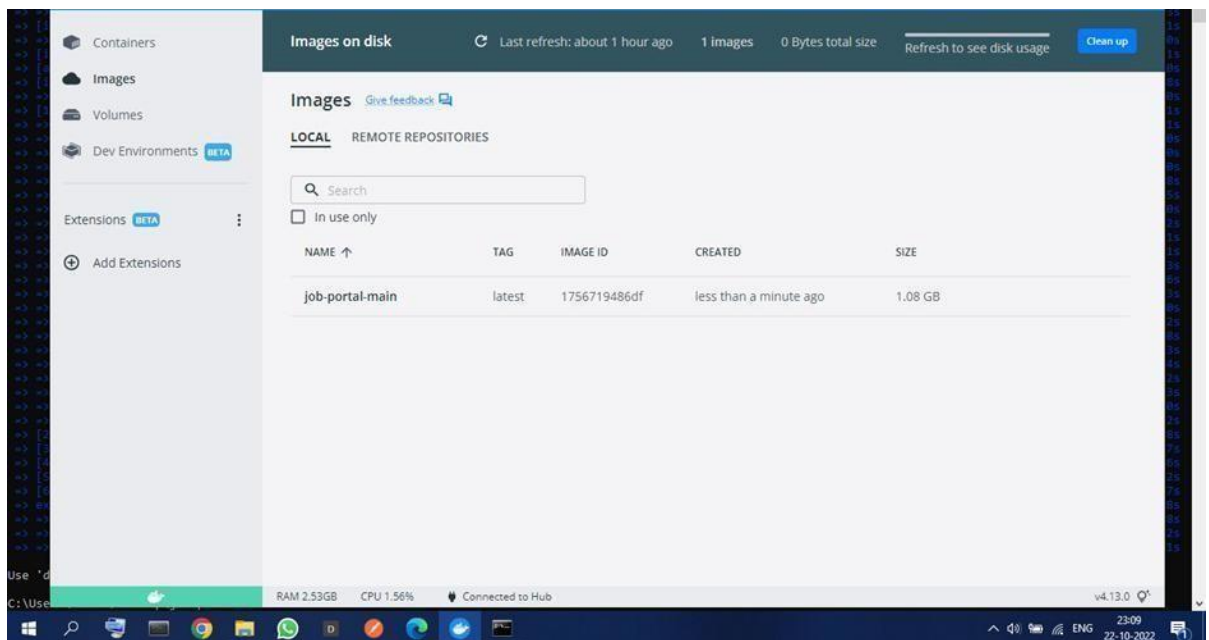 Containers
Images
Volumes
Dev Environments BETA
Extensions BETA
Add Extensions
Images on disk Last refresh: about 1 hour ago 1 images 0 Bytes total size Refresh to see disk usage Clean up
Images Give feedback
LOCAL REMOTE REPOSITORIES
Search
In use only
NAME TAG IMAGE ID CREATED SIZE
job-portal-main latest 1756719486df less than a minute ago 1.08 GB
Use 'd
C:\Use
RAM 2.53GB CPU 1.56% Connected to Hub v4.13.0
ENG 23:09
22-10-2022